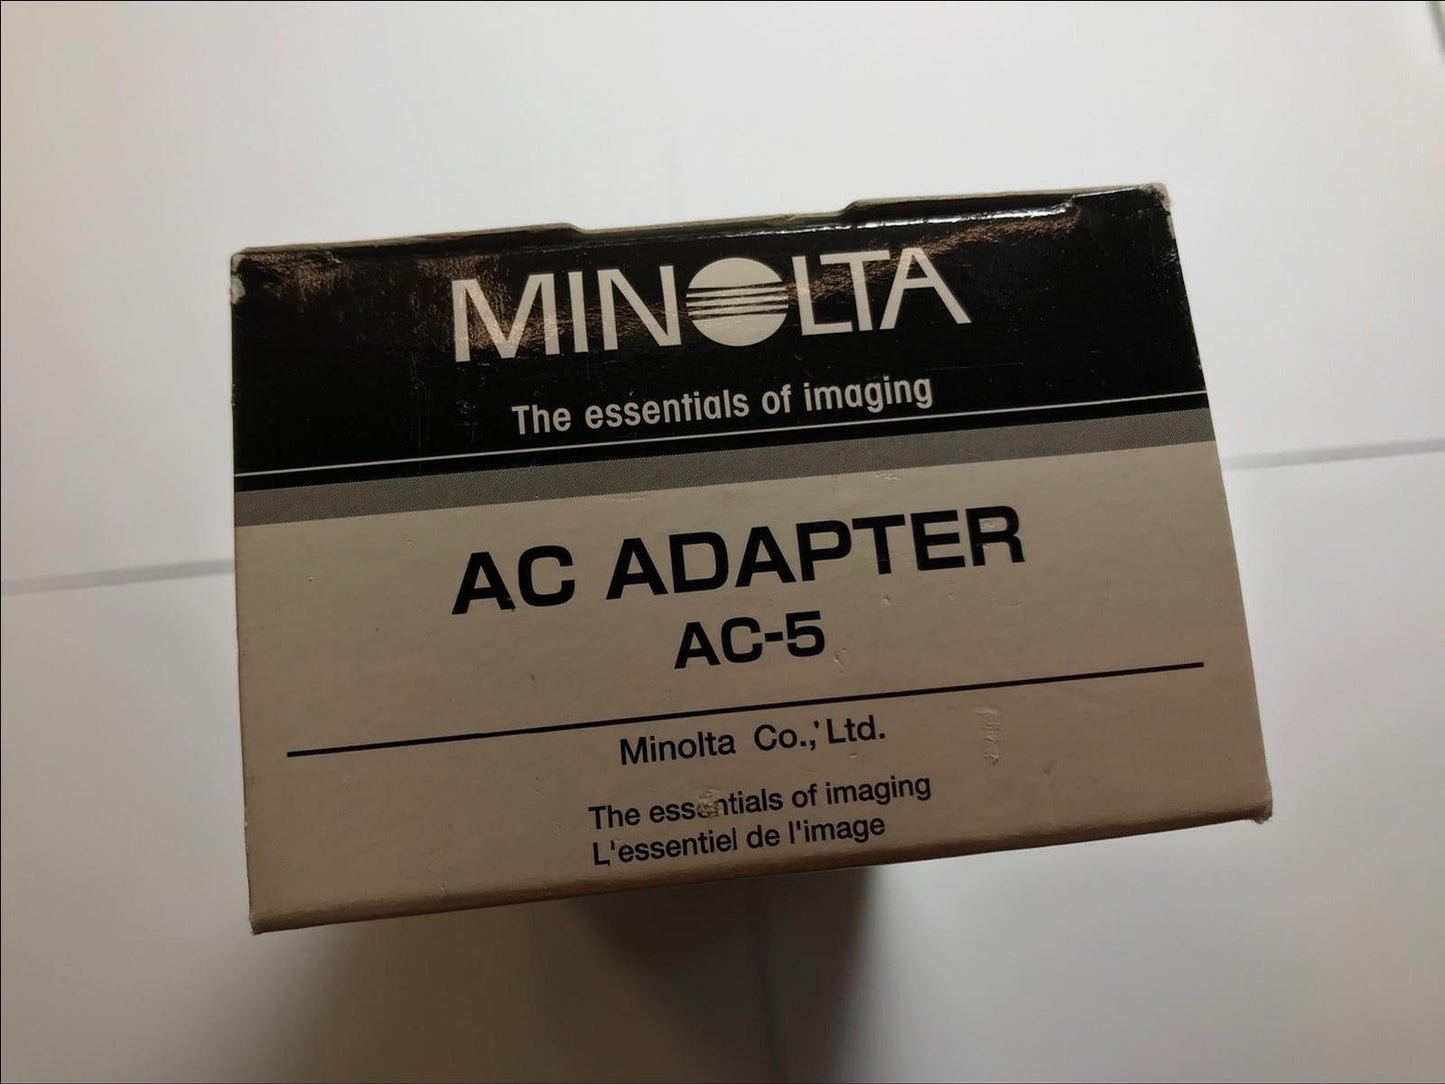 MINOLTA
The essentials of imaging
AC ADAPTER
AC-5
Minolta Co., Ltd.
The essentials of imaging
L'essentiel de l'image